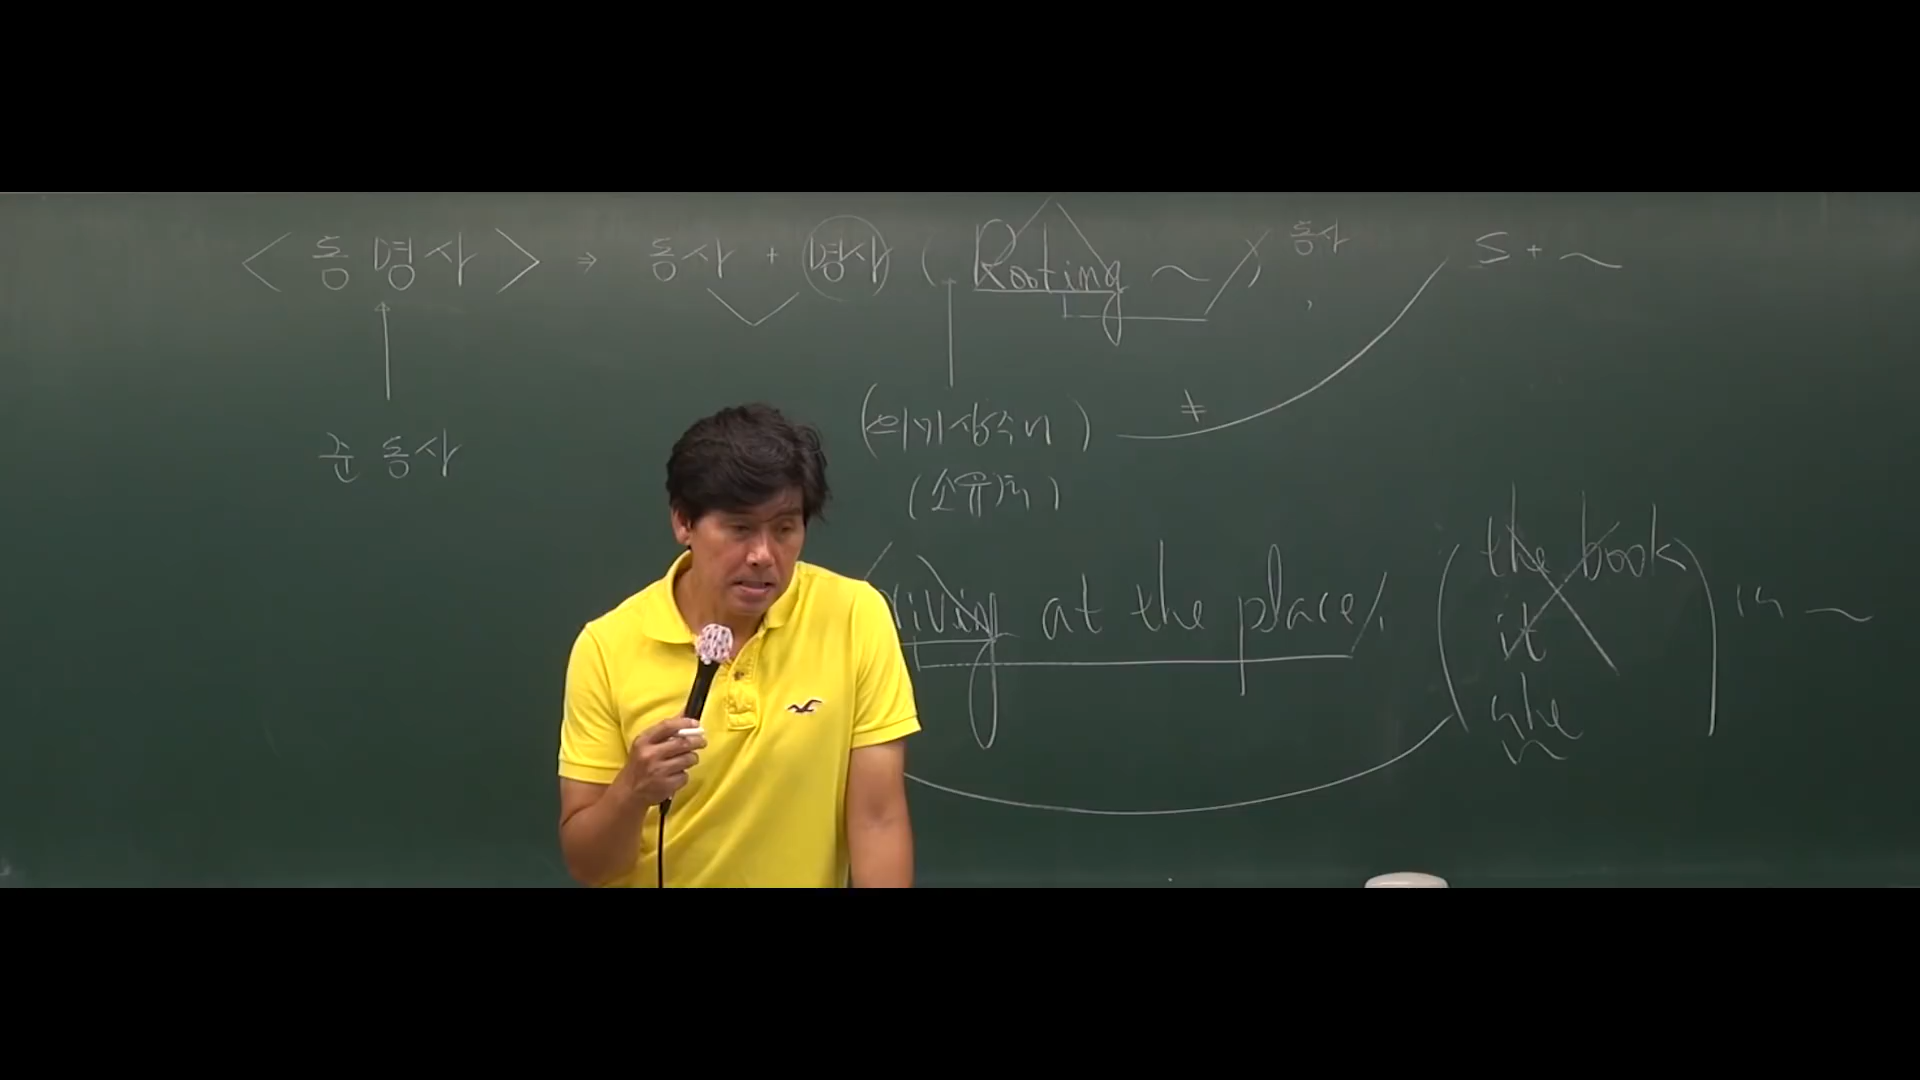 < 동명사 > ⇒ 동사 + 명사 ( Rooting ~ ) 동사
, S + ~
준동사
(의미상주어) ≠
(소유격)
riving at the place, ( the book
it
she ) is ~